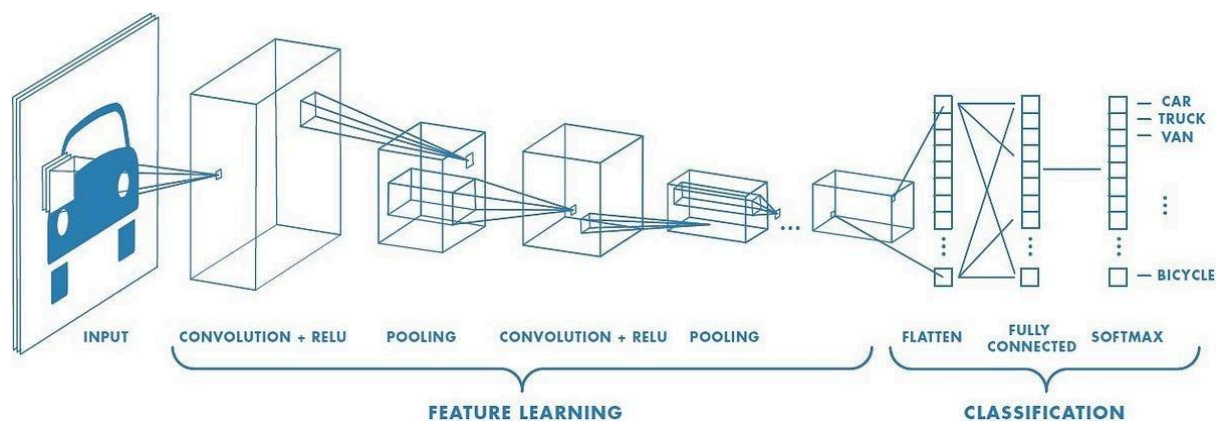 CAR
TRUCK
VAN
BICYCLE
INPUT
CONVOLUTION + RELU
POOLING
CONVOLUTION + RELU
POOLING
FLATTEN
FULLY
CONNECTED
SOFTMAX
FEATURE LEARNING
CLASSIFICATION